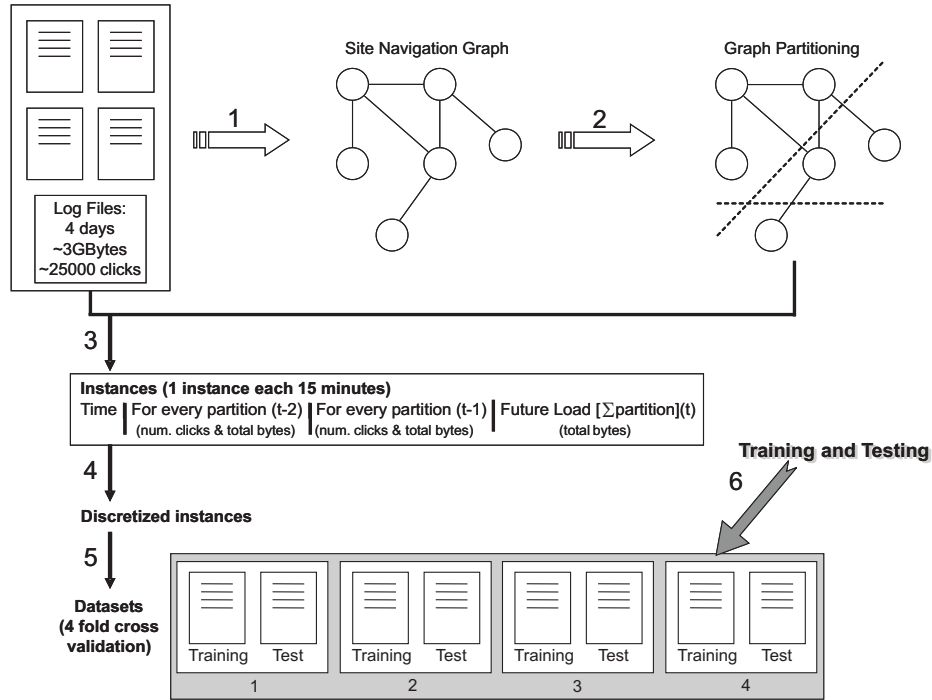 Site Navigation Graph
Graph Partitioning
1
2
Log Files:
4 days
~3GBytes
~25000 clicks
3
Instances (1 instance each 15 minutes)
Time | For every partition (t-2) | For every partition (t-1) | Future Load [∑partition](t)
(num. clicks & total bytes) (num. clicks & total bytes) (total bytes)
4
Training and Testing
6
Discretized instances
5
Datasets
(4 fold cross
validation)
Training Test Training Test Training Test Training Test
1 2 3 4